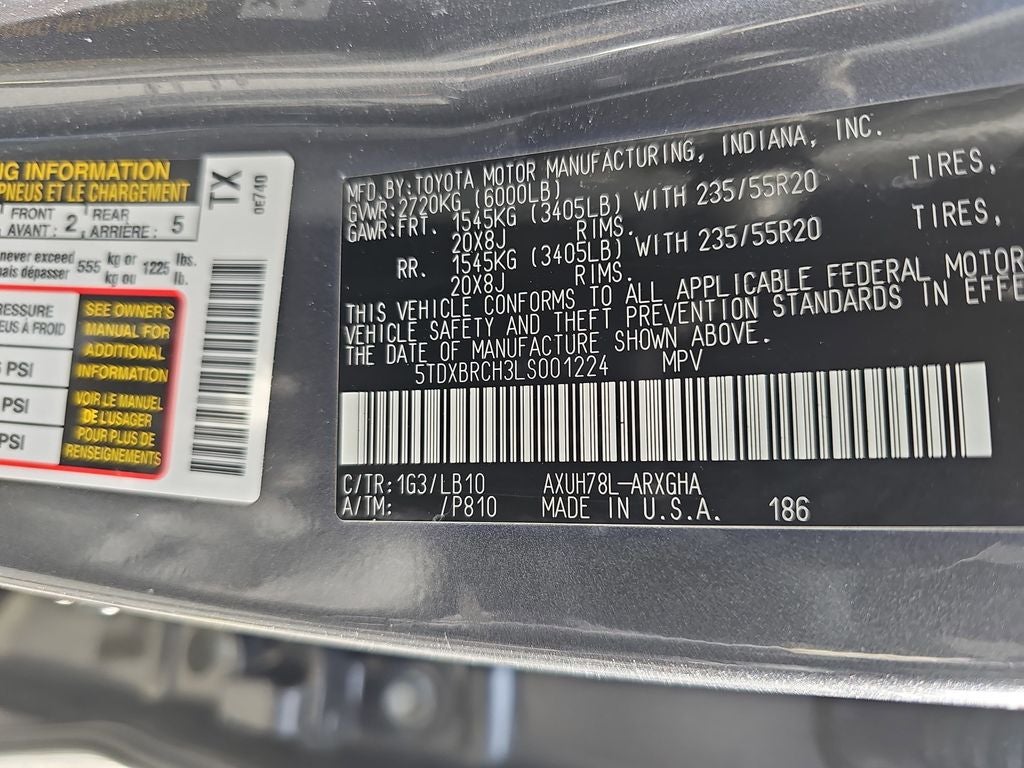 NG INFORMATION
PNEUS ET LE CHARGEMENT
FRONT AVANT : 2 REAR ARRIÈRE : 5
never exceed 555 kg or 1225 lbs.
mais dépasser kg ou lb.
RESSURE
EUS À FROID
PSI
PSI
PSI
SEE OWNER'S
MANUAL FOR
ADDITIONAL
INFORMATION
VOIR LE MANUEL
DE L'USAGER
POUR PLUS DE
RENSEIGNEMENTS
TX
0E740
MFD. BY: TOYOTA MOTOR MANUFACTURING, INDIANA, INC.
GVWR: 2720KG (6000LB)
GAWR: FRT. 1545KG (3405LB) WITH 235/55R20 TIRES,
20X8J RIMS.
RR. 1545KG (3405LB) WITH 235/55R20 TIRES,
20X8J RIMS.
THIS VEHICLE CONFORMS TO ALL APPLICABLE FEDERAL MOTOR
VEHICLE SAFETY AND THEFT PREVENTION STANDARDS IN EFFE
THE DATE OF MANUFACTURE SHOWN ABOVE.
5TDXBRCH3LS001224 MPV
C/TR: 1G3/LB10 AXUH78L-ARXGHA
A/TM: /P810 MADE IN U.S.A. 186